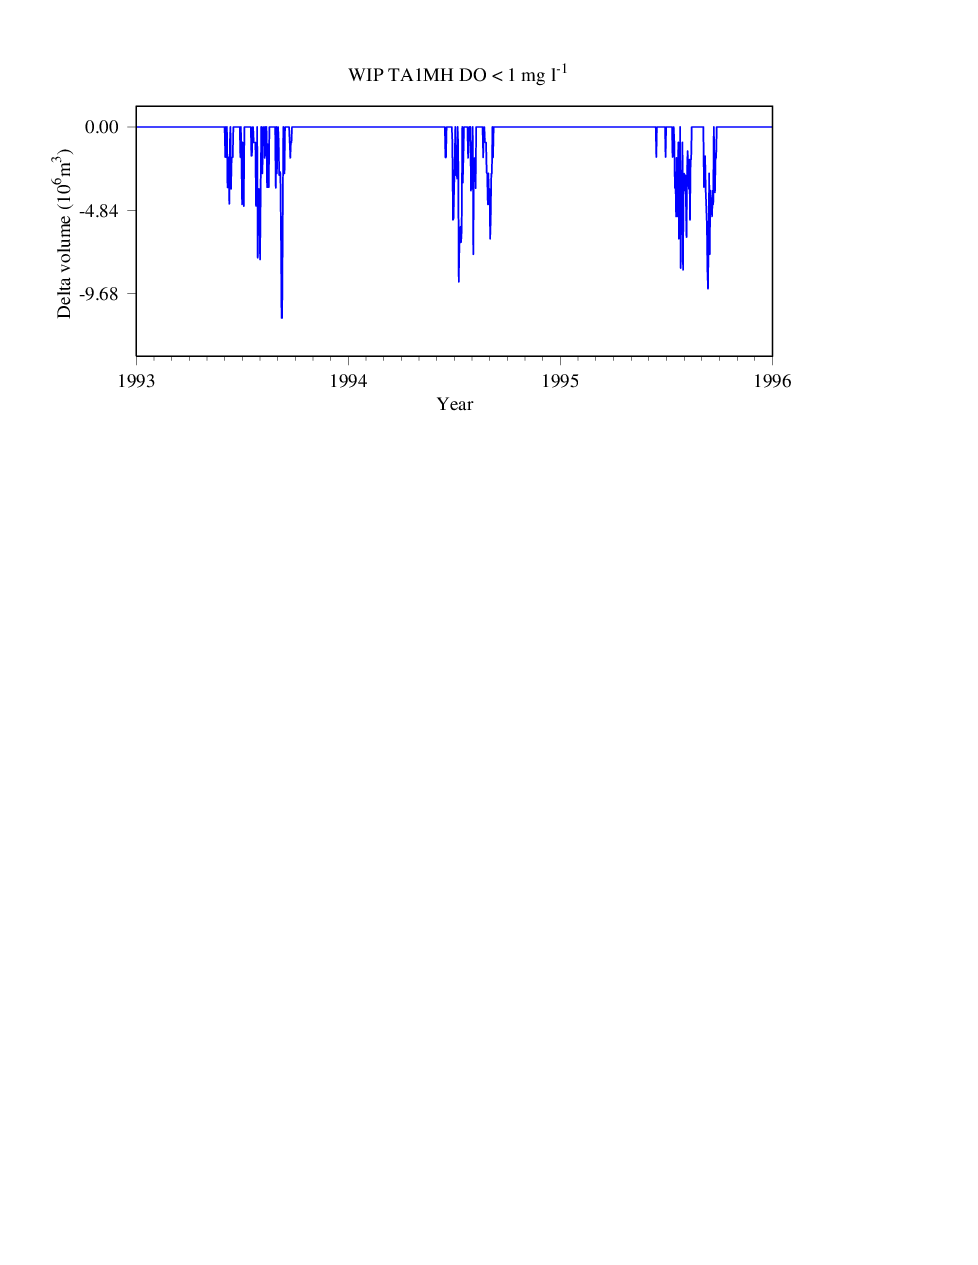 WIP TA1MH DO < 1 mg l⁻¹
0.00
-4.84
-9.68
Delta volume (10⁶m³)
1993 1994 1995 1996
Year